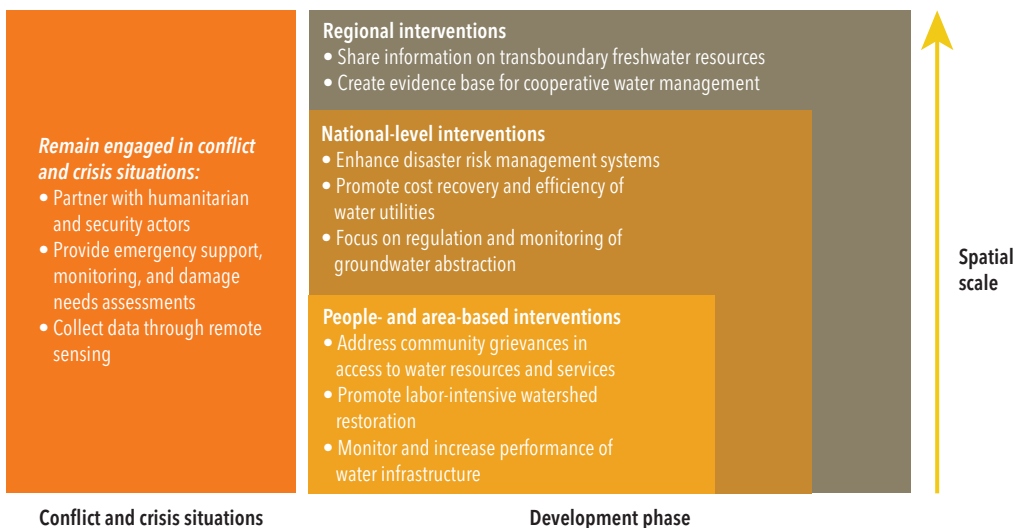 Remain engaged in conflict
and crisis situations:
• Partner with humanitarian
and security actors
• Provide emergency support,
monitoring, and damage
needs assessments
• Collect data through remote
sensing
Regional interventions
• Share information on transboundary freshwater resources
• Create evidence base for cooperative water management
National-level interventions
• Enhance disaster risk management systems
• Promote cost recovery and efficiency of
water utilities
• Focus on regulation and monitoring of
groundwater abstraction
People- and area-based interventions
• Address community grievances in
access to water resources and services
• Promote labor-intensive watershed
restoration
• Monitor and increase performance of
water infrastructure
Spatial
scale
Conflict and crisis situations
Development phase